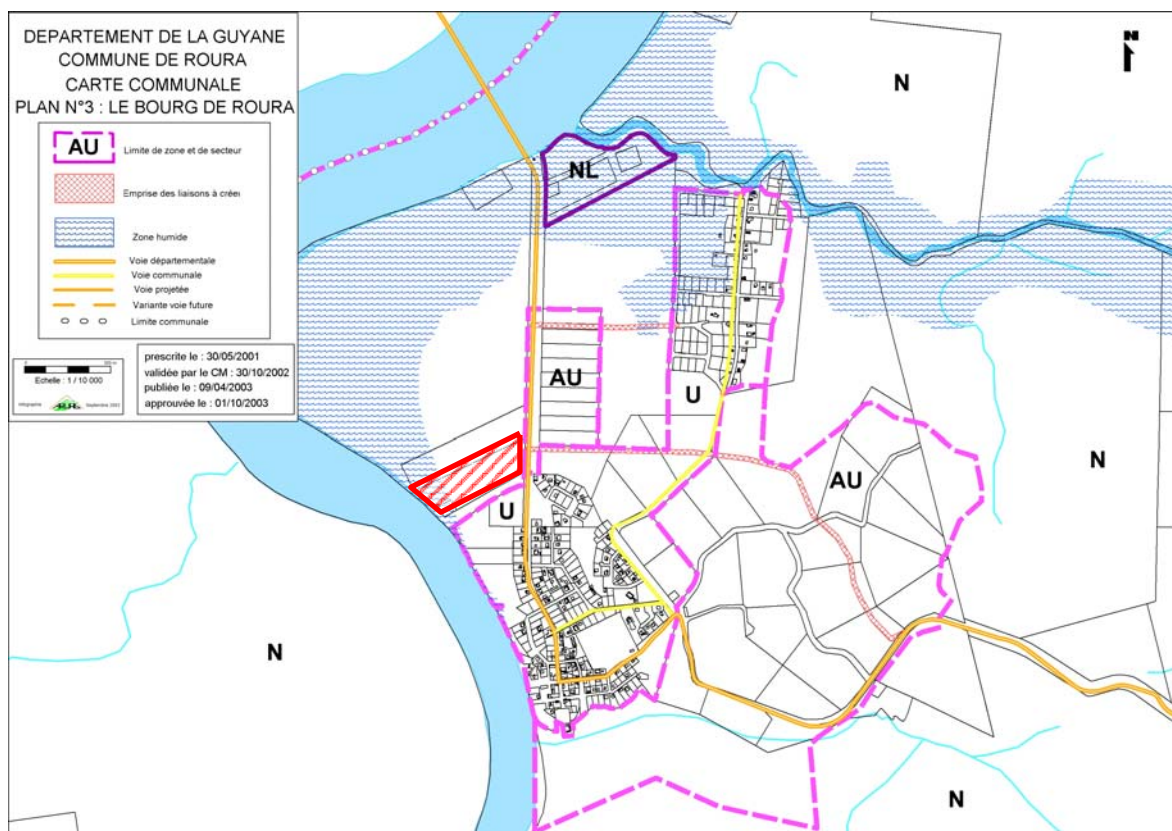 DEPARTEMENT DE LA GUYANE
COMMUNE DE ROURA
CARTE COMMUNALE
PLAN N°3 : LE BOURG DE ROURA
AU
Limite de zone et de secteur
Emprise des liaisons à créer
Zone humide
Voie départementale
Voie communale
Voie projetée
Variante voie future
Limite communale
Echelle : 1 / 10 000
Septembre 2003
prescrite le : 30/05/2001
validée par le CM : 30/10/2002
publiée le : 09/04/2003
approuvée le : 01/10/2003
N
N
NL
AU
U
AU
N
U
N
N